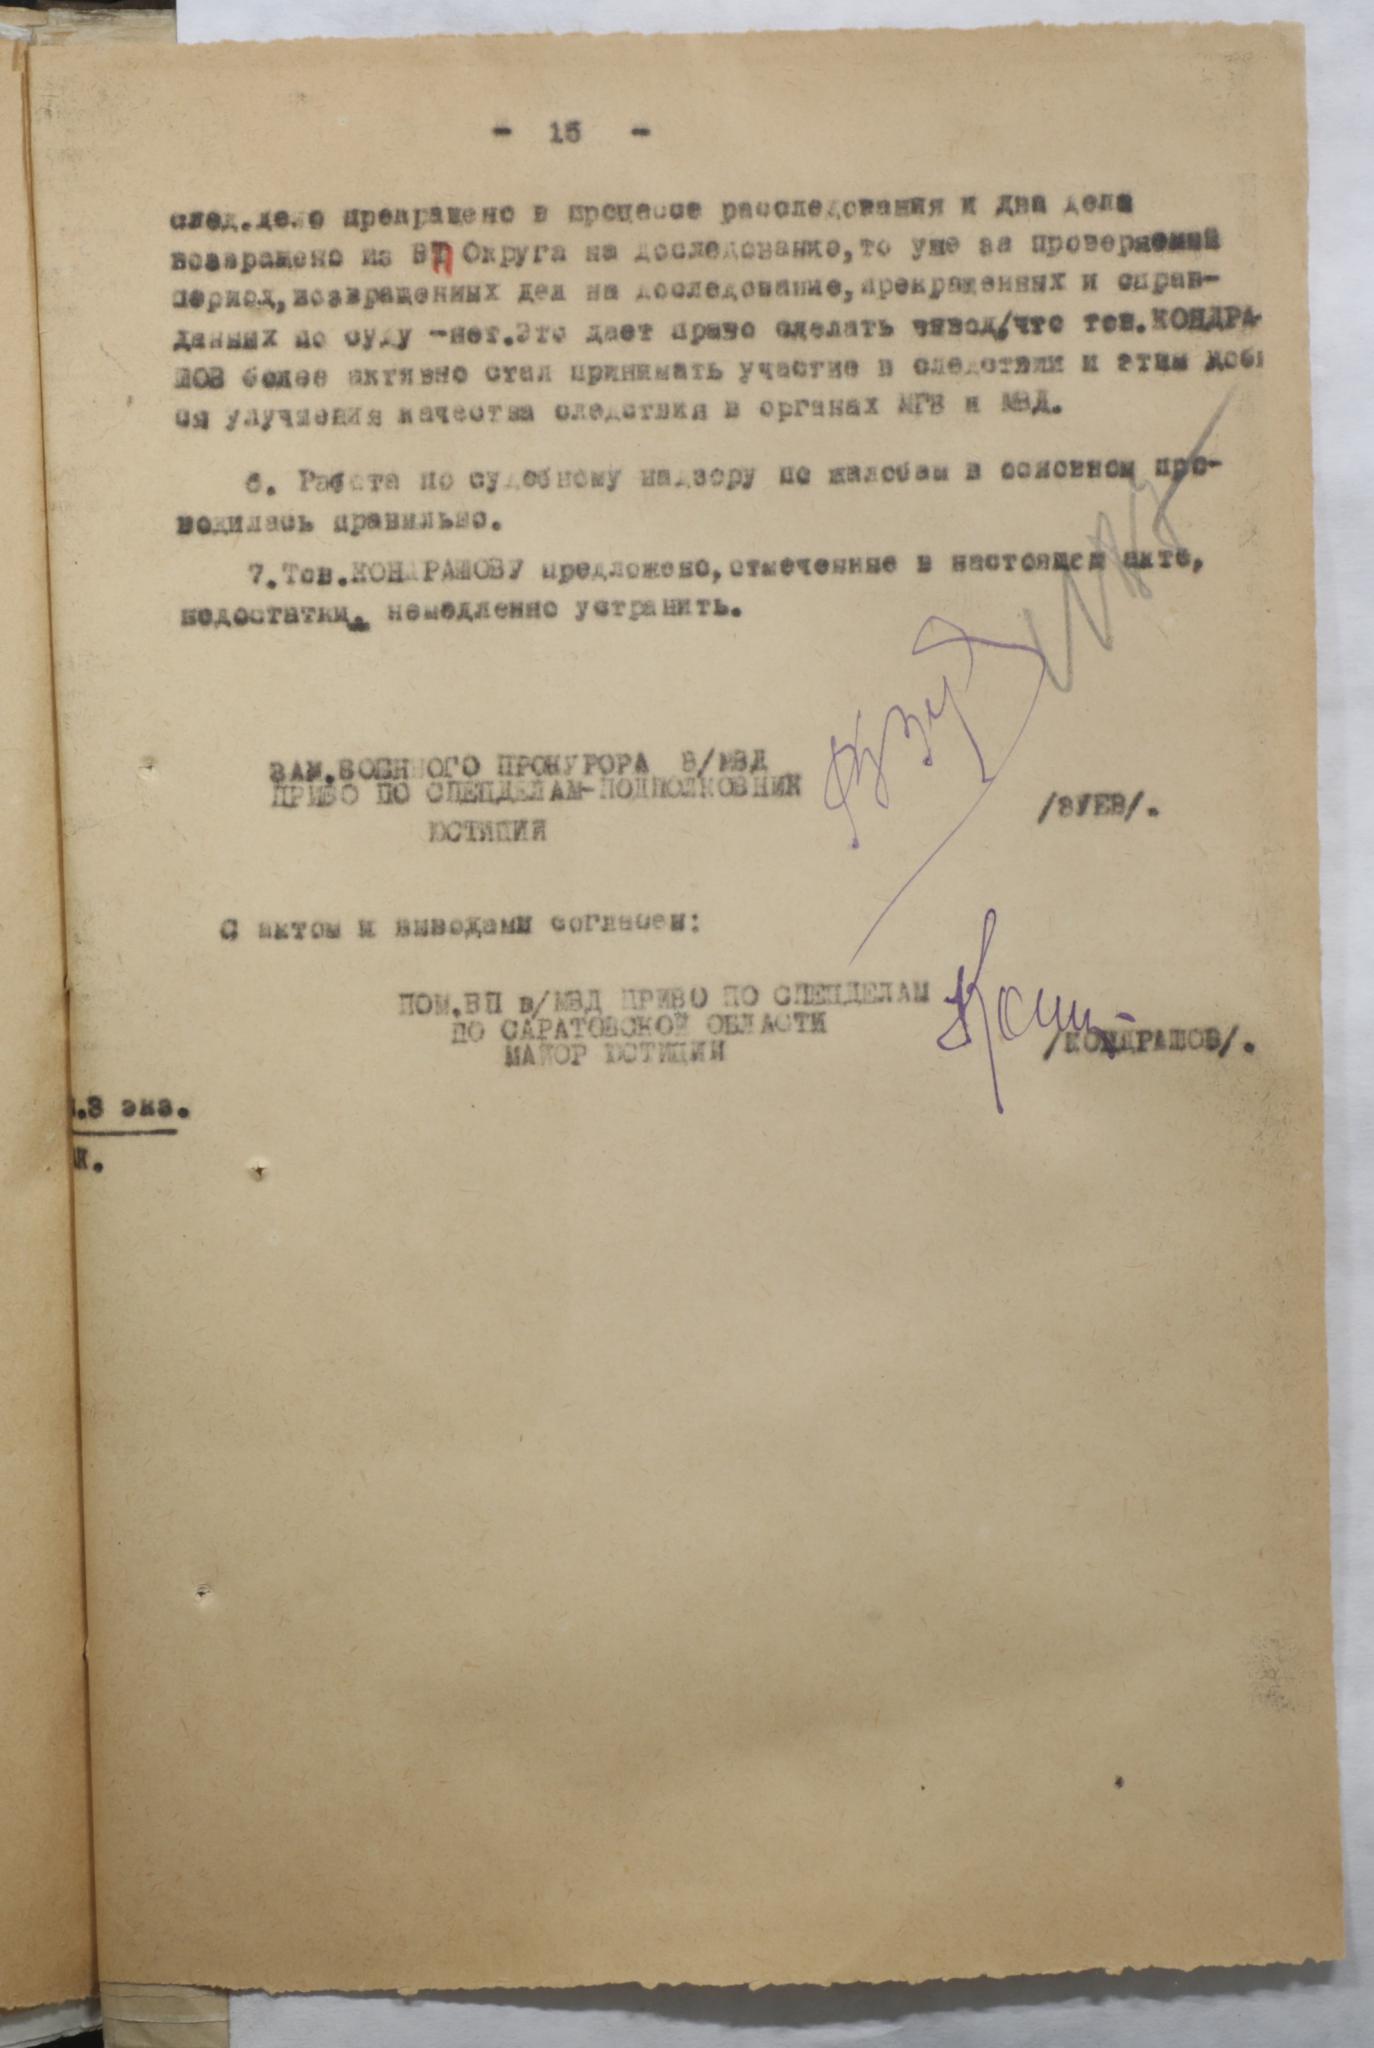 - 15 -
след.дело прекращено в процессе расследования и два дела
возвращено из ВП Округа на доследование, то уже за проверяемый
период, возвращенных дел на доследование, прекращенных и оправ-
данных по суду -нет. Это дает право сделать вывод, что тов. КОНДРА-
ШОВ более активно стал принимать участие в следствии и этим доби
ся улучшения качества следствия в органах МГБ и МВД.
6. Работа по судебному надзору по жалобам в основном про-
водилась правильно.
7. Тов. КОНДРАШОВУ предложено, отмеченные в настоящем акте,
недостатки, немедленно устранить.
ЗАМ. ВОЕННОГО ПРОКУРОРА В/МВД
ПРИВО ПО СПЕЦДЕЛАМ-ПОДПОЛКОВНИК
ЮСТИЦИИ
/ЗУЕВ/.
С актом и выводами согласен:
ПОМ.ВП в/МВД ПРИВО ПО СПЕЦДЕЛАМ
ПО САРАТОВСКОЙ ОБЛАСТИ
МАЙОР ЮСТИЦИИ
/КОНДРАШОВ/.
.3 экз.